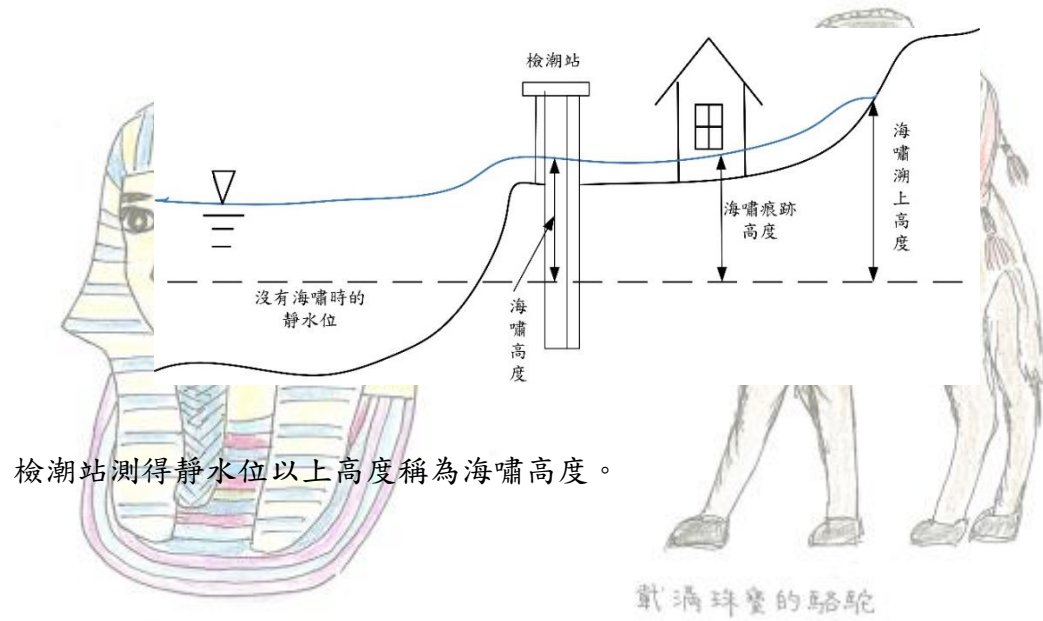 檢潮站
海嘯溯上高度
海嘯痕跡
高度
沒有海嘯時的
靜水位
海嘯高度
檢潮站測得靜水位以上高度稱為海嘯高度。
載滿珠寶的駱駝